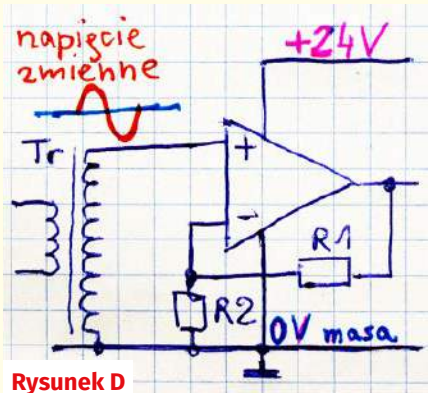 napięcie
zmienne
+24V
Tr
+
-
R1
R2
0V masa
Rysunek D